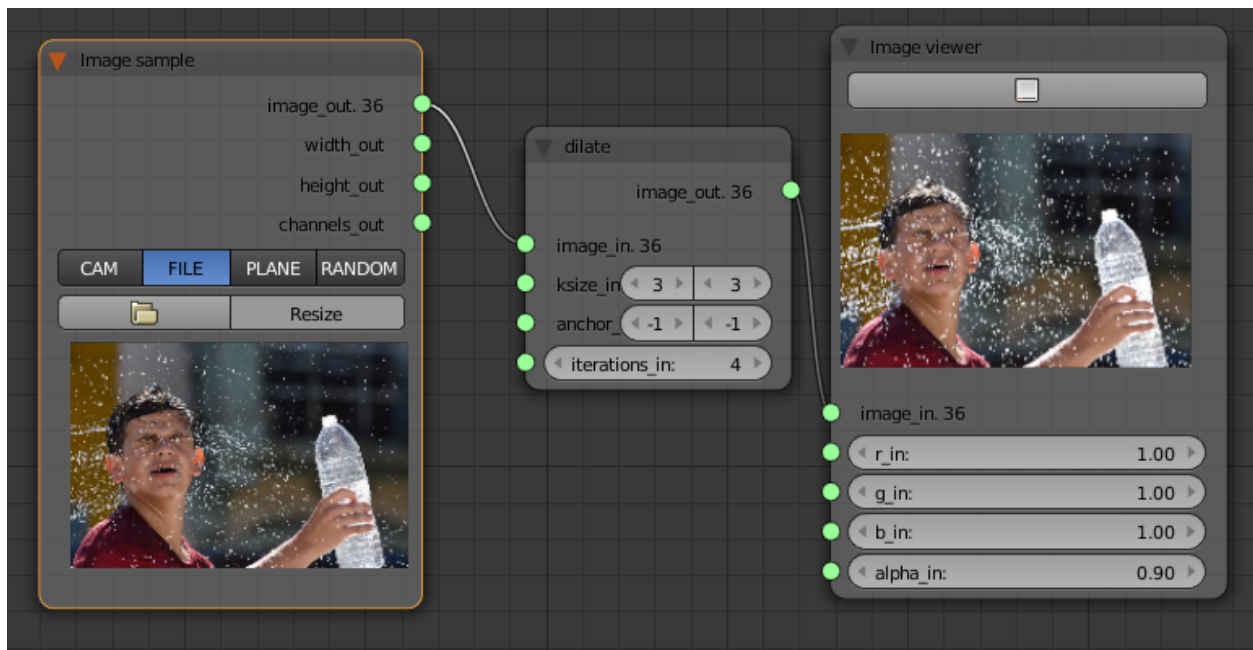 Image sample
image_out. 36
width_out
height_out
channels_out
CAM FILE PLANE RANDOM
Resize
dilate
image_out. 36
image_in. 36
ksize_in 3 3
anchor_ -1 -1
iterations_in: 4
Image viewer
image_in. 36
r_in: 1.00
g_in: 1.00
b_in: 1.00
alpha_in: 0.90